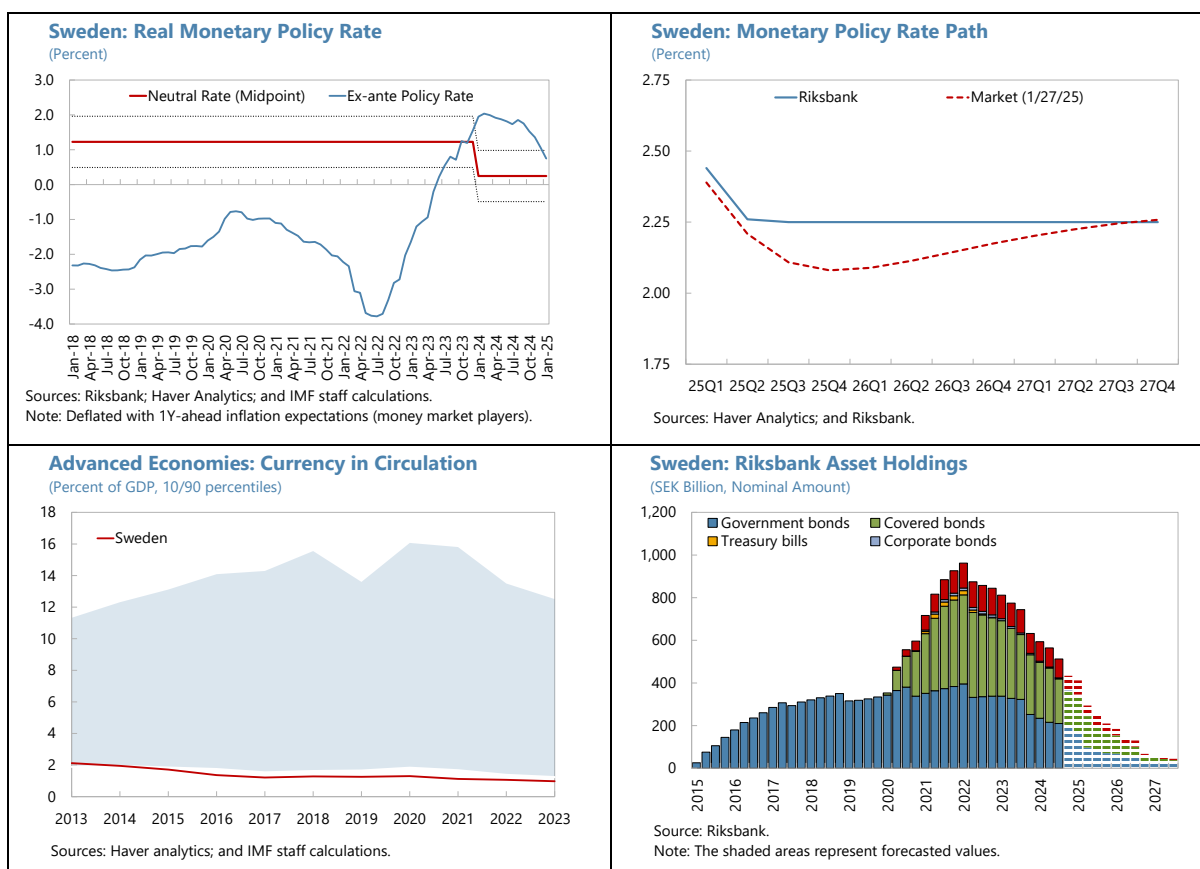 Sweden: Real Monetary Policy Rate
(Percent)
3.0
2.0
1.0
0.0
-1.0
-2.0
-3.0
-4.0
Neutral Rate (Midpoint) Ex-ante Policy Rate
Jan-18 Apr-18 Jul-18 Oct-18 Jan-19 Apr-19 Jul-19 Oct-19 Jan-20 Apr-20 Jul-20 Oct-20 Jan-21 Apr-21 Jul-21 Oct-21 Jan-22 Apr-22 Jul-22 Oct-22 Jan-23 Apr-23 Jul-23 Oct-23 Jan-24 Apr-24 Jul-24 Oct-24 Jan-25
Sources: Riksbank; Haver Analytics; and IMF staff calculations.
Note: Deflated with 1Y-ahead inflation expectations (money market players).
Sweden: Monetary Policy Rate Path
(Percent)
2.75
2.50
2.25
2.00
1.75
Riksbank Market (1/27/25)
25Q1 25Q2 25Q3 25Q4 26Q1 26Q2 26Q3 26Q4 27Q1 27Q2 27Q3 27Q4
Sources: Haver Analytics; and Riksbank.
Advanced Economies: Currency in Circulation
(Percent of GDP, 10/90 percentiles)
18
16
14
12
10
8
6
4
2
0
Sweden
2013 2014 2015 2016 2017 2018 2019 2020 2021 2022 2023
Sources: Haver analytics; and IMF staff calculations.
Sweden: Riksbank Asset Holdings
(SEK Billion, Nominal Amount)
1,200
1,000
800
600
400
200
0
Government bonds Covered bonds
Treasury bills Corporate bonds
2015 2016 2017 2018 2019 2020 2021 2022 2023 2024 2025 2026 2027
Source: Riksbank.
Note: The shaded areas represent forecasted values.